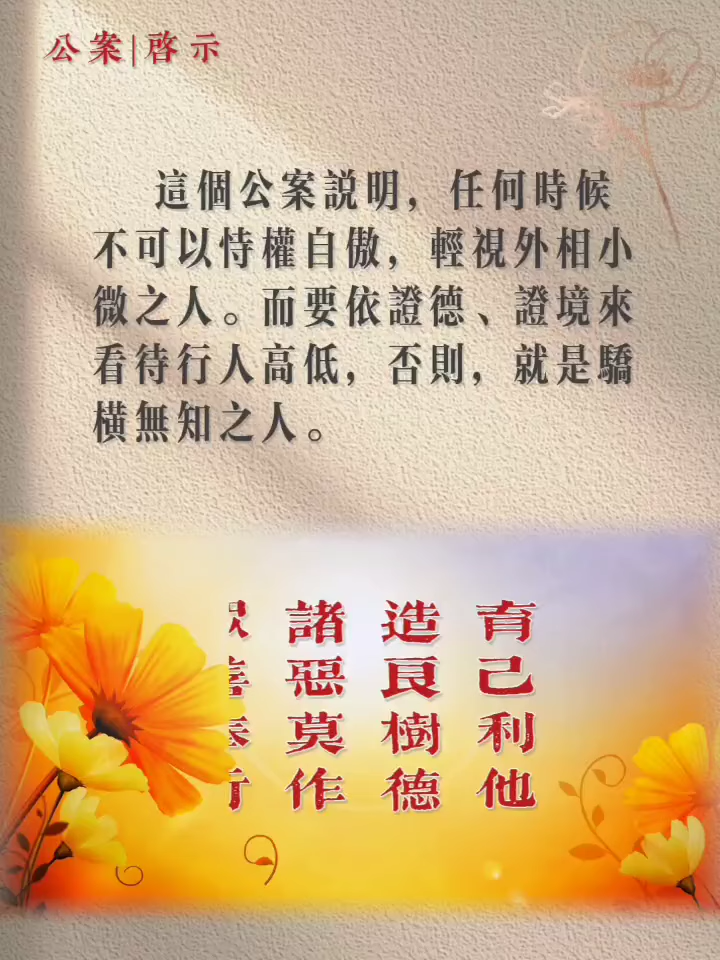 公案|啓示
這個公案説明，任何時候
不可以恃權自傲，輕視外相小
微之人。而要依證德、證境來
看待行人高低，否則，就是驕
橫無知之人。
育己利他
造良樹德
諸惡莫作